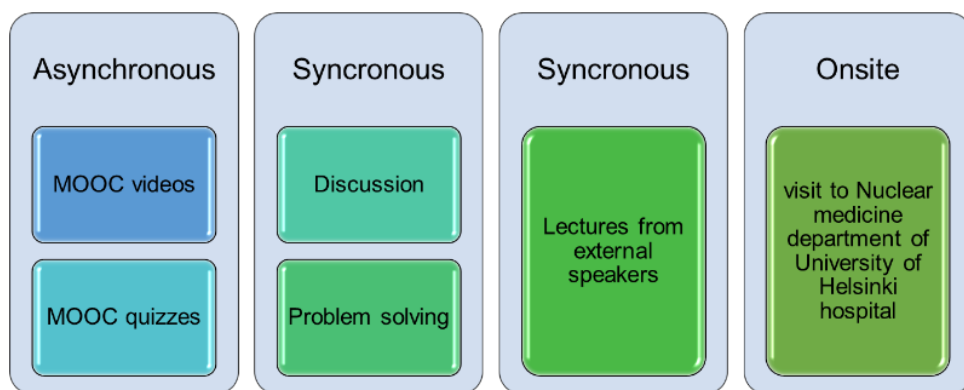 Asynchronous
MOOC videos
MOOC quizzes
Syncronous
Discussion
Problem solving
Syncronous
Lectures from
external
speakers
Onsite
visit to Nuclear
medicine
department of
University of
Helsinki
hospital